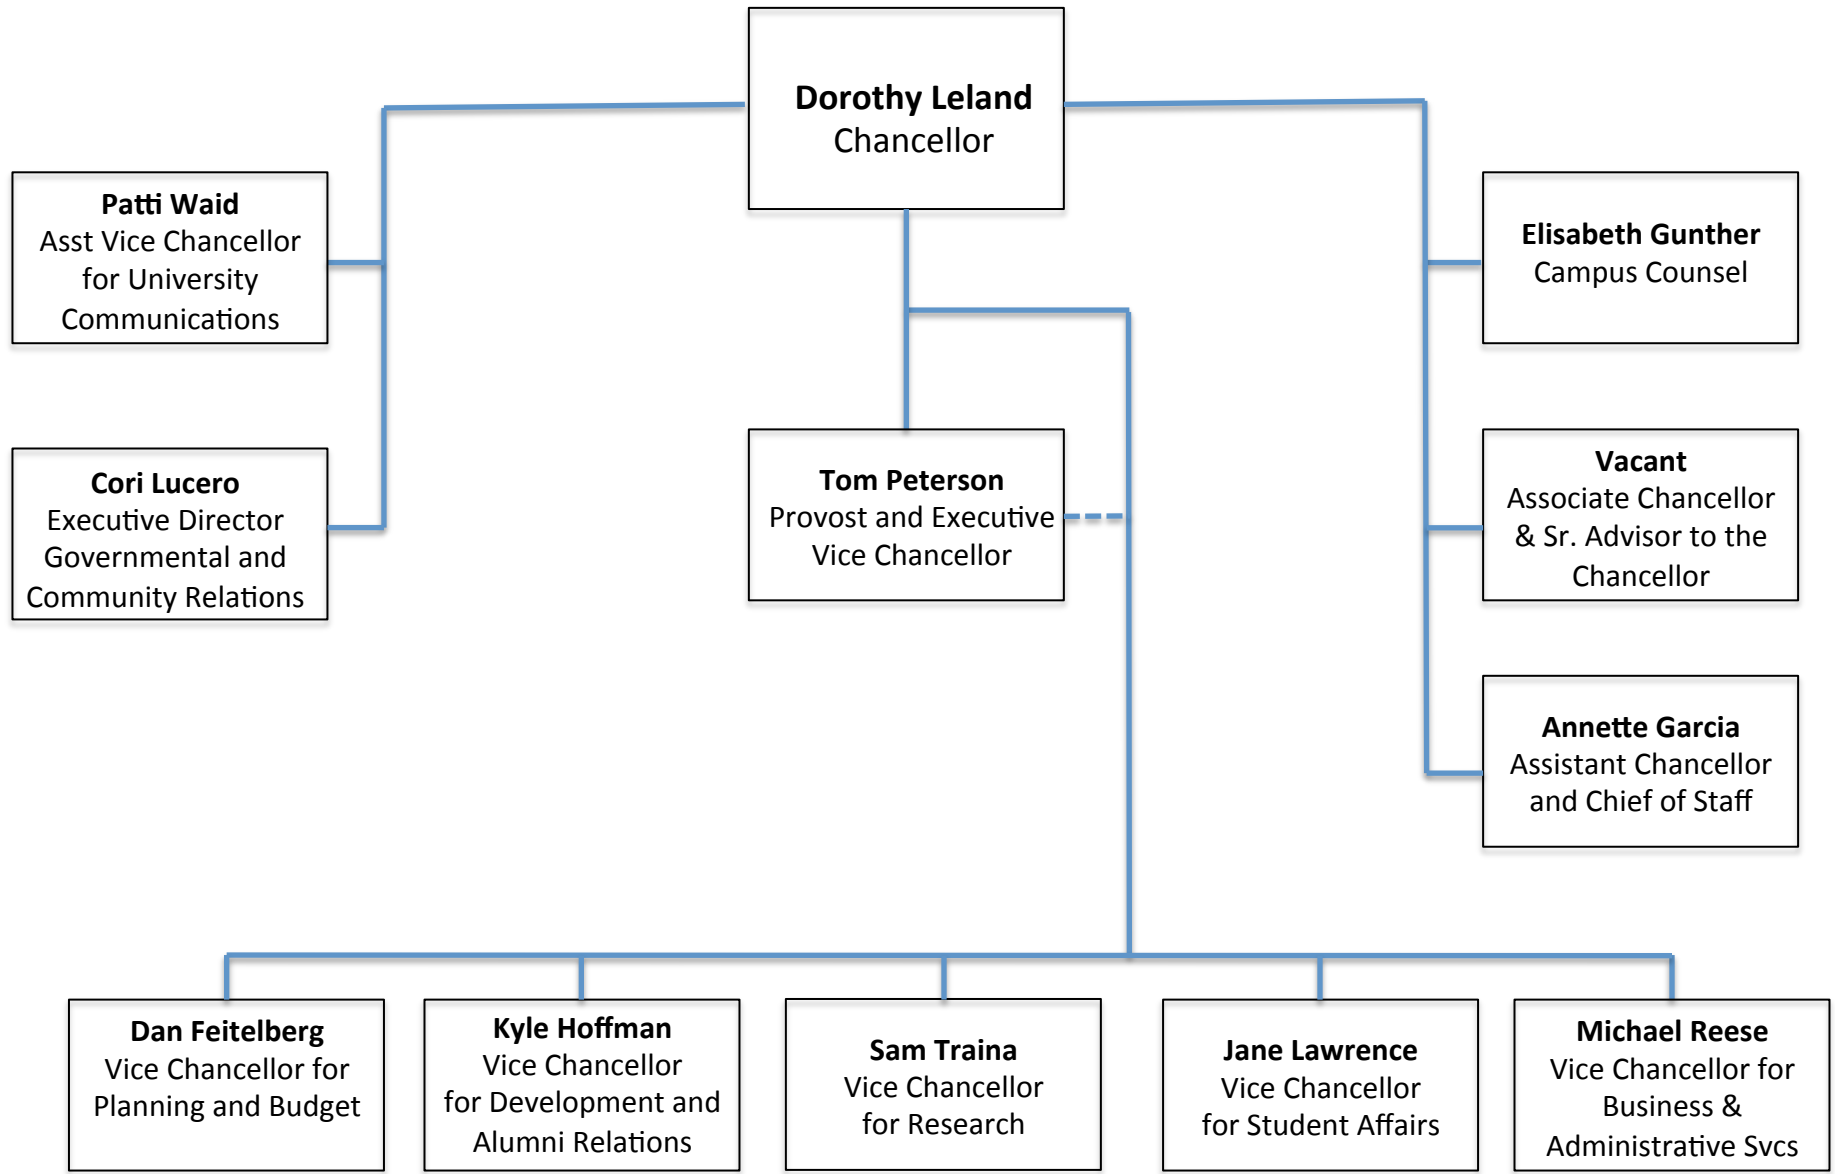 Dorothy Leland
Chancellor
Patti Waid
Asst Vice Chancellor
for University
Communications
Elisabeth Gunther
Campus Counsel
Cori Lucero
Executive Director
Governmental and
Community Relations
Tom Peterson
Provost and Executive
Vice Chancellor
Vacant
Associate Chancellor
& Sr. Advisor to the
Chancellor
Annette Garcia
Assistant Chancellor
and Chief of Staff
Dan Feitelberg
Vice Chancellor for
Planning and Budget
Kyle Hoffman
Vice Chancellor
for Development and
Alumni Relations
Sam Traina
Vice Chancellor
for Research
Jane Lawrence
Vice Chancellor
for Student Affairs
Michael Reese
Vice Chancellor for
Business &
Administrative Svcs